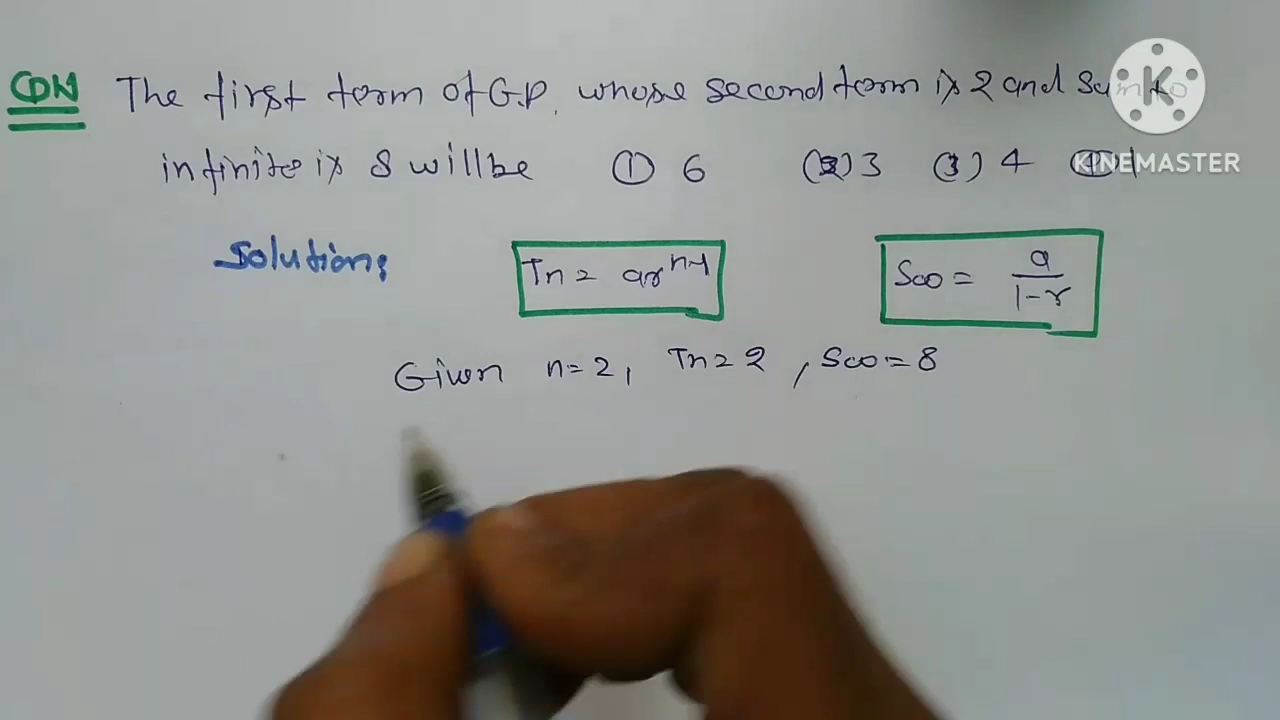 QN The first term of G.P. whose second term is 2 and Sum to
infinite is 8 will be ① 6 (2) 3 (3) 4 1
Solution:
Tn = ar^n-1
S∞ = a/1-r
Given n=2, Tn=2, S∞=8
K
KINEMASTER